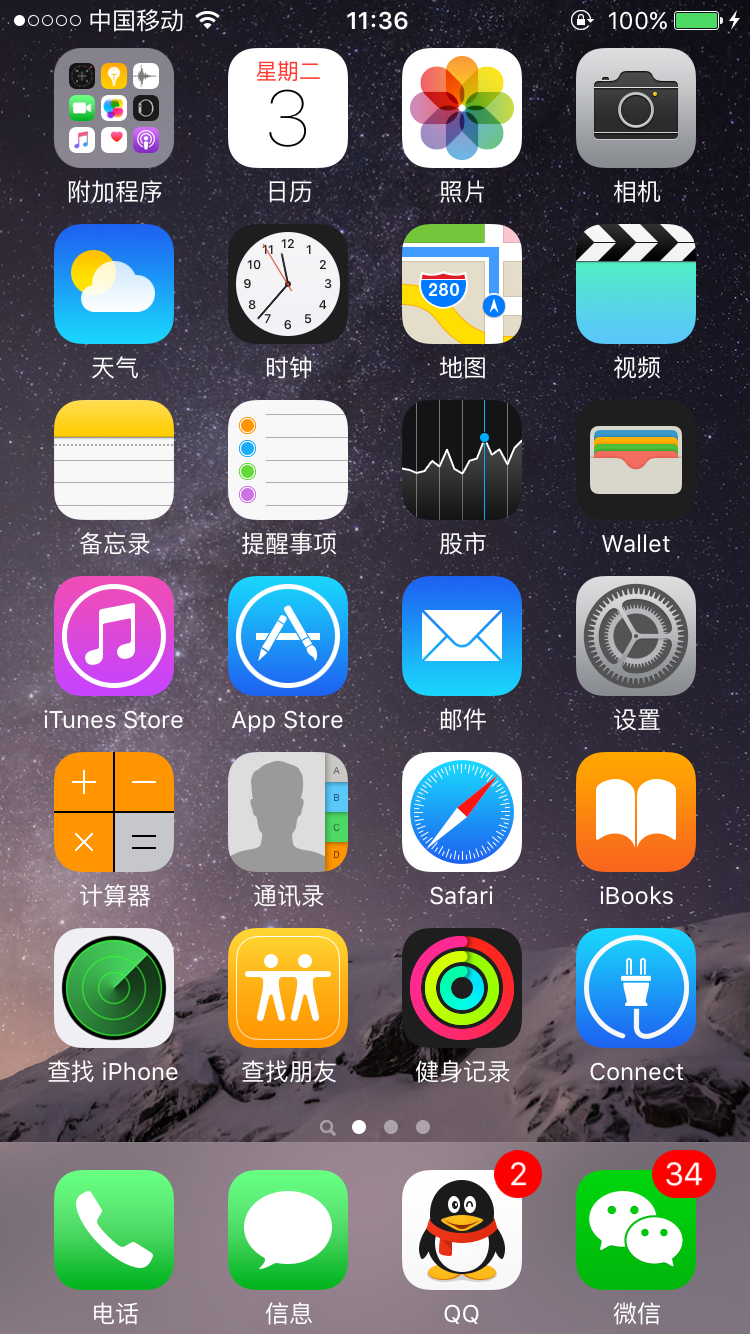 中国移动 11:36 100%
星期二
3
附加程序 日历 照片 相机
11 12 1
10 2
9 3
8 4
7 6 5
280
天气 时钟 地图 视频
备忘录 提醒事项 股市 Wallet
iTunes Store App Store 邮件 设置
A
B
C
D
计算器 通讯录 Safari iBooks
查找 iPhone 查找朋友 健身记录 Connect
2 34
电话 信息 QQ 微信